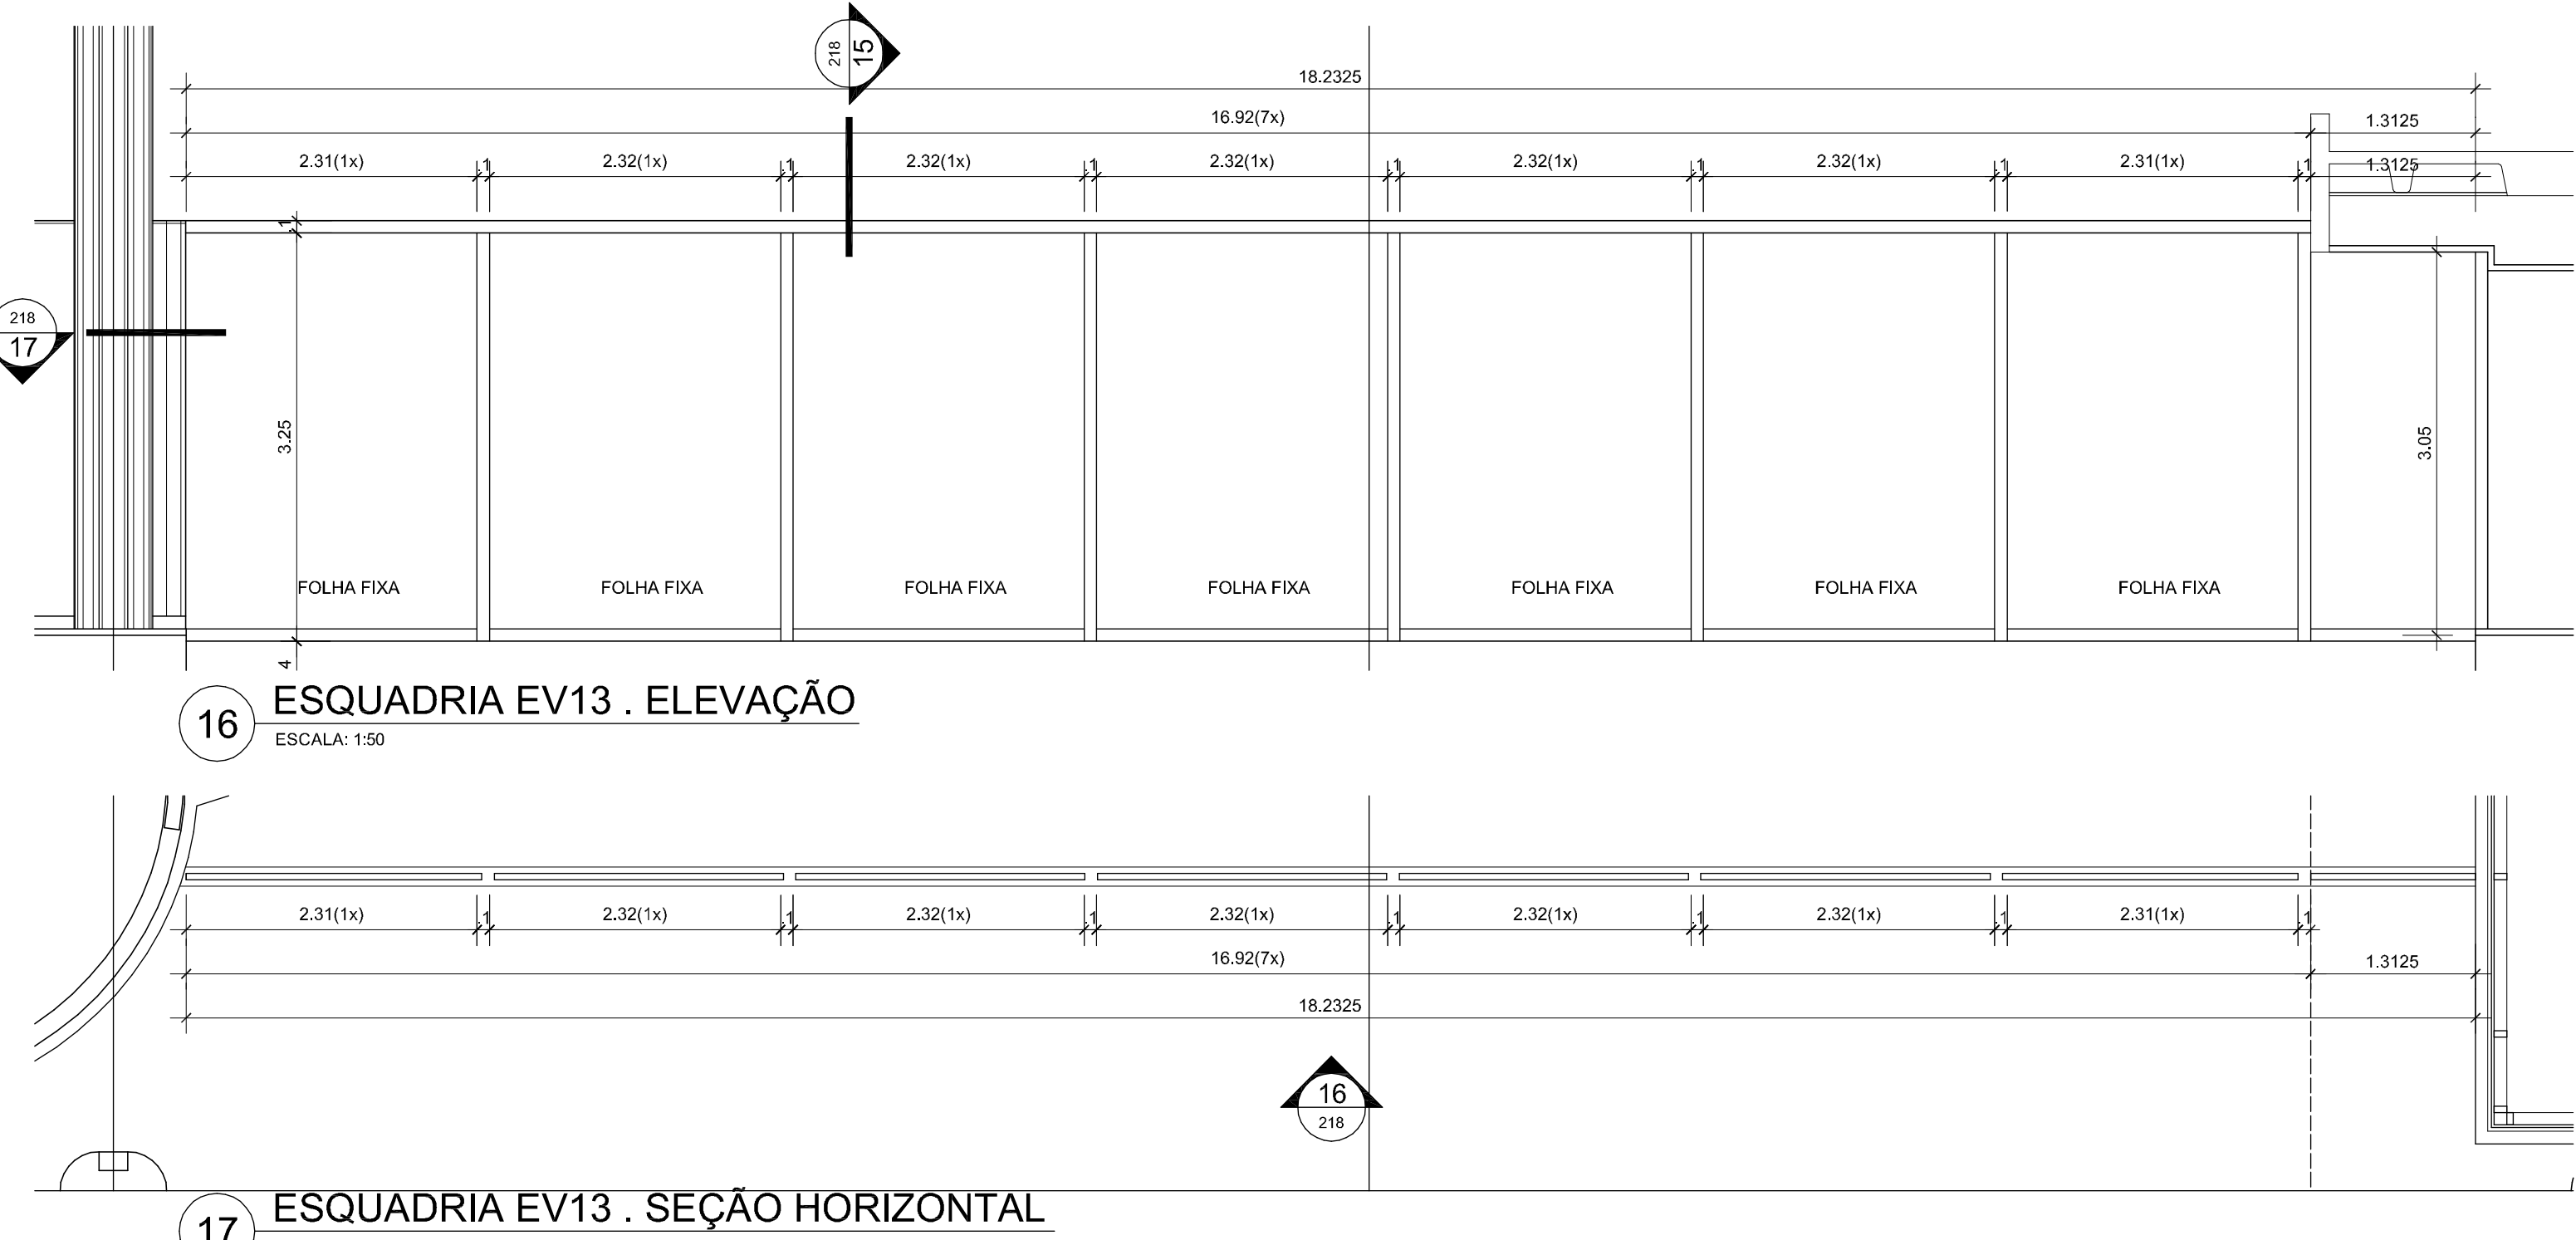 218
15
18.2325
16.92(7x)
1.3125
2.31(1x) .1 2.32(1x) .1 2.32(1x) .1 2.32(1x) .1 2.32(1x) .1 2.32(1x) .1 2.31(1x) .1 1.3125
.1
218
17
3.25
3.05
FOLHA FIXA FOLHA FIXA FOLHA FIXA FOLHA FIXA FOLHA FIXA FOLHA FIXA FOLHA FIXA
4
16 ESQUADRIA EV13 . ELEVAÇÃO
ESCALA: 1:50
2.31(1x) .1 2.32(1x) .1 2.32(1x) .1 2.32(1x) .1 2.32(1x) .1 2.32(1x) .1 2.31(1x) .1
16.92(7x) 1.3125
18.2325
16
218
17 ESQUADRIA EV13 . SEÇÃO HORIZONTAL